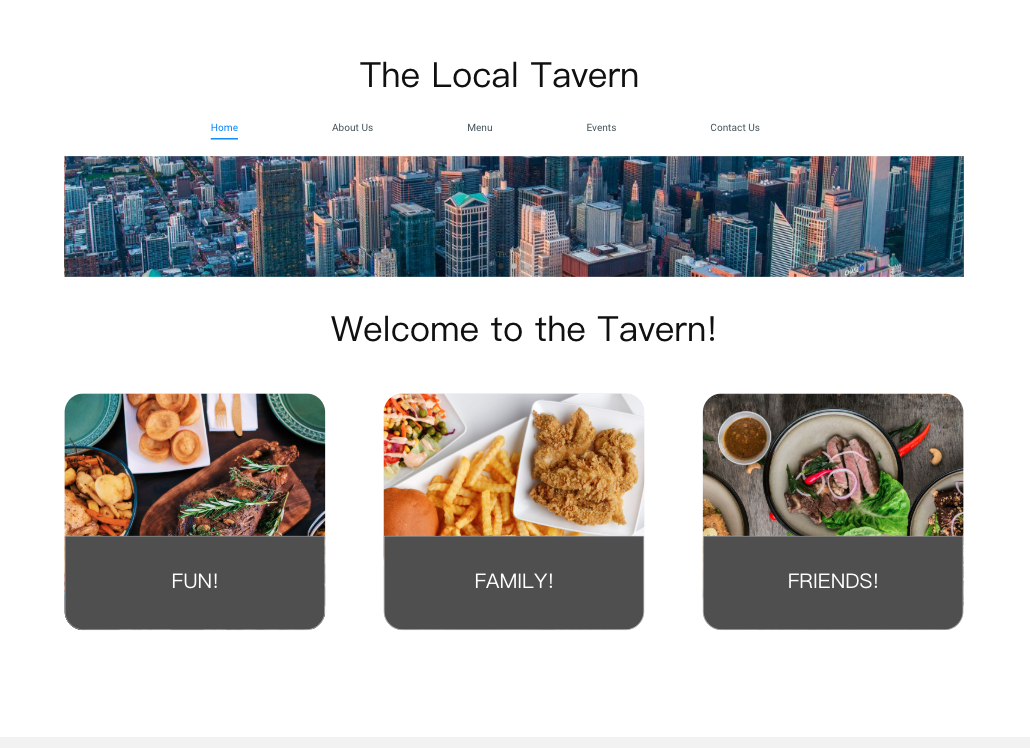 The Local Tavern
Home About Us Menu Events Contact Us
Welcome to the Tavern!
FUN! FAMILY! FRIENDS!